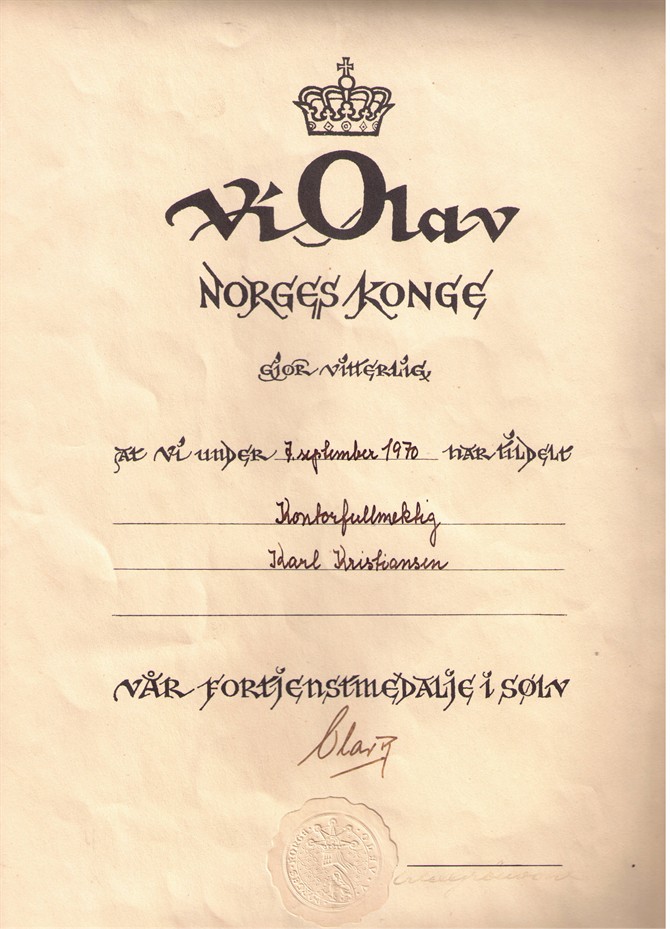 Vi Olav
NORGES KONGE
gjør vitterlig,
at vi under 7. september 1970 har tildelt
Kontorfullmektig
Karl Kristiansen
vår fortjenstmedalje i sølv
Olav R